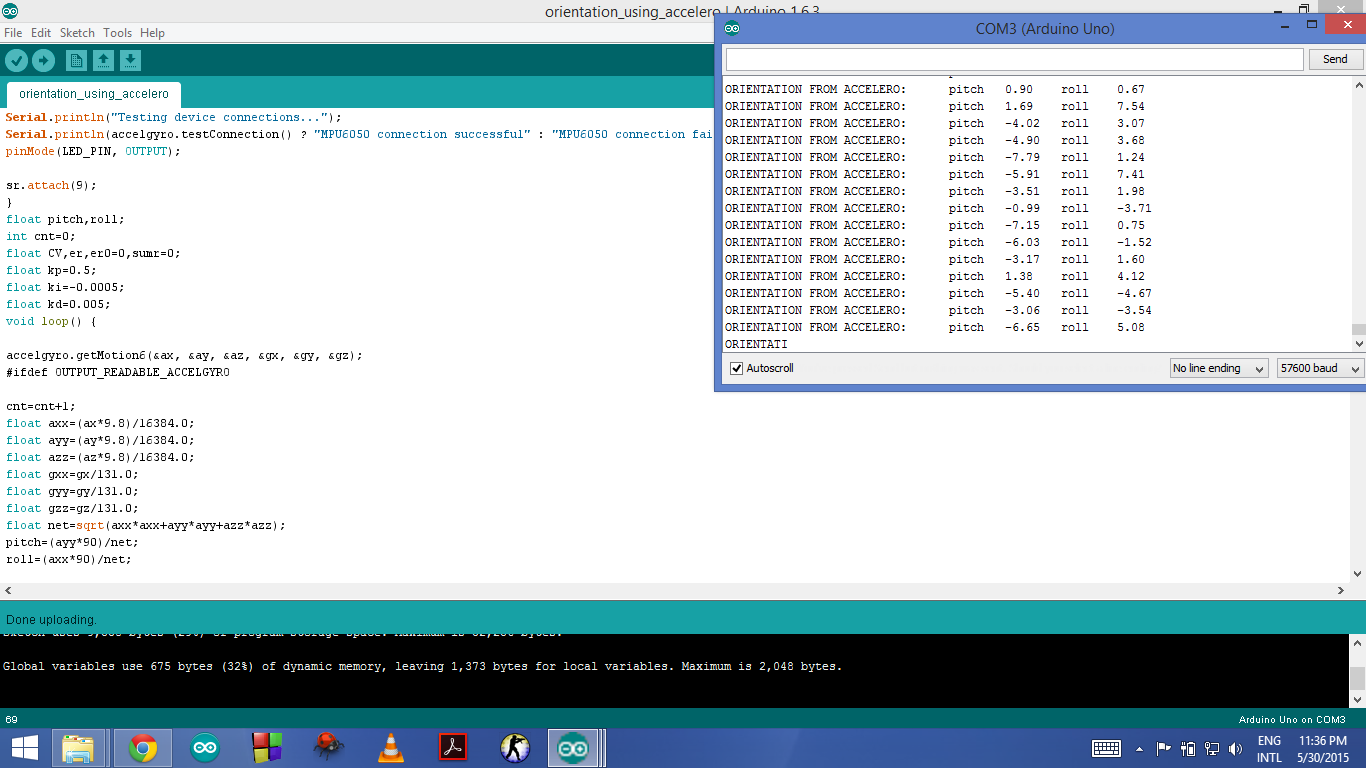 orientation_using_accelero | Arduino 1.6.3
File Edit Sketch Tools Help
orientation_using_accelero
Serial.println("Testing device connections...");
Serial.println(accelgyro.testConnection() ? "MPU6050 connection successful" : "MPU6050 connection fai
pinMode(LED_PIN, OUTPUT);
sr.attach(9);
}
float pitch,roll;
int cnt=0;
float CV,er,er0=0,sumr=0;
float kp=0.5;
float ki=-0.0005;
float kd=0.005;
void loop() {
accelgyro.getMotion6(&ax, &ay, &az, &gx, &gy, &gz);
#ifdef OUTPUT_READABLE_ACCELGYRO
cnt=cnt+1;
float axx=(ax*9.8)/16384.0;
float ayy=(ay*9.8)/16384.0;
float azz=(az*9.8)/16384.0;
float gxx=gx/131.0;
float gyy=gy/131.0;
float gzz=gz/131.0;
float net=sqrt(axx*axx+ayy*ayy+azz*azz);
pitch=(ayy*90)/net;
roll=(axx*90)/net;
COM3 (Arduino Uno)
Send
ORIENTATION FROM ACCELERO: pitch 0.90 roll 0.67
ORIENTATION FROM ACCELERO: pitch 1.69 roll 7.54
ORIENTATION FROM ACCELERO: pitch -4.02 roll 3.07
ORIENTATION FROM ACCELERO: pitch -4.90 roll 3.68
ORIENTATION FROM ACCELERO: pitch -7.79 roll 1.24
ORIENTATION FROM ACCELERO: pitch -5.91 roll 7.41
ORIENTATION FROM ACCELERO: pitch -3.51 roll 1.98
ORIENTATION FROM ACCELERO: pitch -0.99 roll -3.71
ORIENTATION FROM ACCELERO: pitch -7.15 roll 0.75
ORIENTATION FROM ACCELERO: pitch -6.03 roll -1.52
ORIENTATION FROM ACCELERO: pitch -3.17 roll 1.60
ORIENTATION FROM ACCELERO: pitch 1.38 roll 4.12
ORIENTATION FROM ACCELERO: pitch -5.40 roll -4.67
ORIENTATION FROM ACCELERO: pitch -3.06 roll -3.54
ORIENTATION FROM ACCELERO: pitch -6.65 roll 5.08
ORIENTATI
Autoscroll
No line ending
57600 baud
Done uploading.
bytes of program storage space. Maximum is bytes.
Global variables use 675 bytes (32%) of dynamic memory, leaving 1,373 bytes for local variables. Maximum is 2,048 bytes.
69
Arduino Uno on COM3
ENG 11:36 PM
INTL 5/30/2015